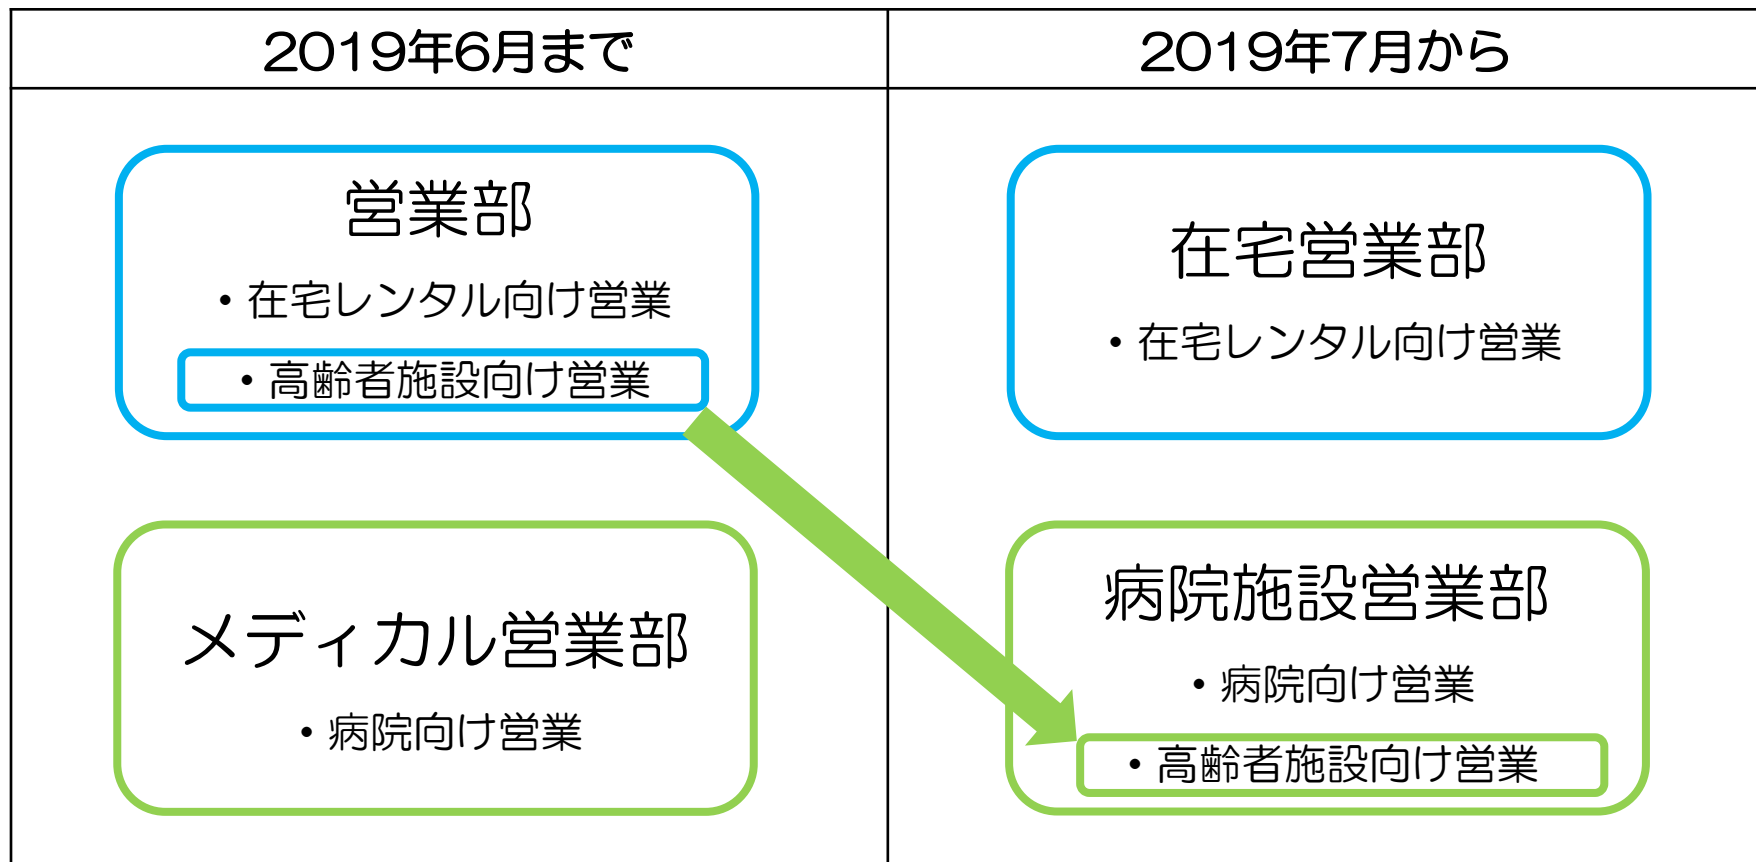 2019年6月まで
2019年7月から
営業部
・在宅レンタル向け営業
・高齢者施設向け営業
在宅営業部
・在宅レンタル向け営業
メディカル営業部
・病院向け営業
病院施設営業部
・病院向け営業
・高齢者施設向け営業